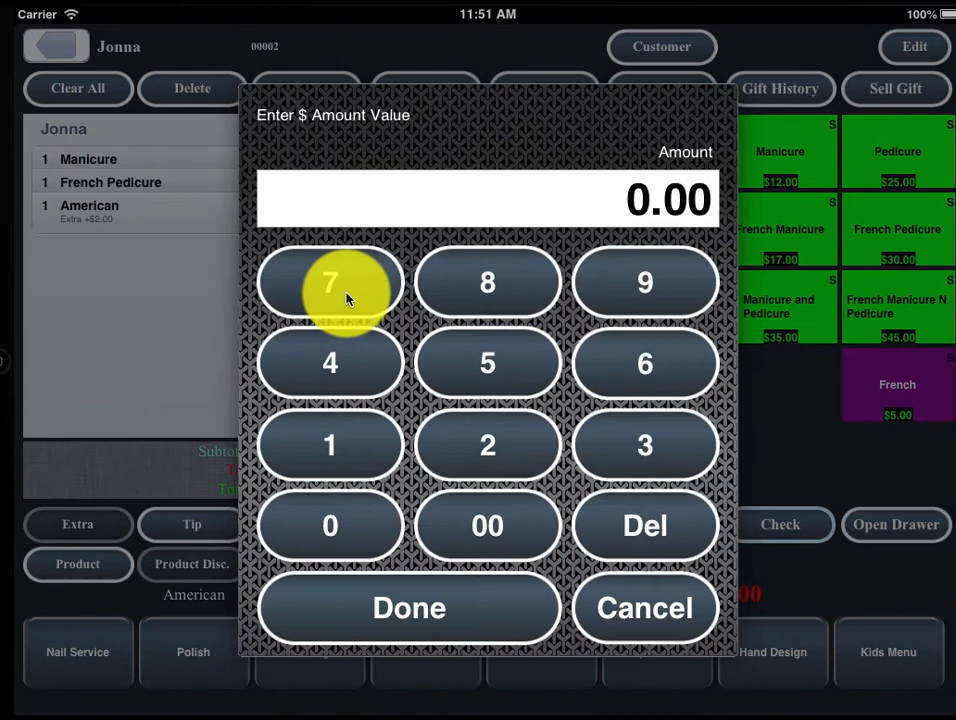 Carrier 11:51 AM 100%
Jonna 00002 Customer Edit
Clear All Delete Gift History Sell Gift
Enter $ Amount Value
Amount
0.00
Jonna
1 Manicure
1 French Pedicure
1 American
Extra +$2.00
Manicure S
$12.00
Pedicure S
$25.00
French Manicure S
$17.00
French Pedicure S
$30.00
Manicure and S
Pedicure
$35.00
French Manicure N S
Pedicure
$45.00
French S
$5.00
7 8 9
4 5 6
1 2 3
0 00 Del
Done Cancel
Extra Tip Check Open Drawer
Product Product Disc.
American
Nail Service Polish Hand Design Kids Menu